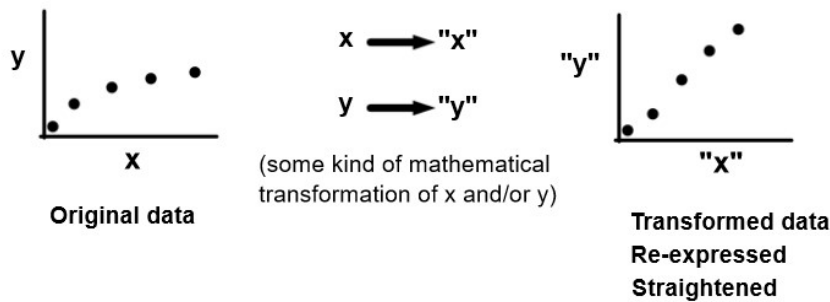 y
x
Original data
x "x"
y "y"
(some kind of mathematical
transformation of x and/or y)
"y"
"x"
Transformed data
Re-expressed
Straightened